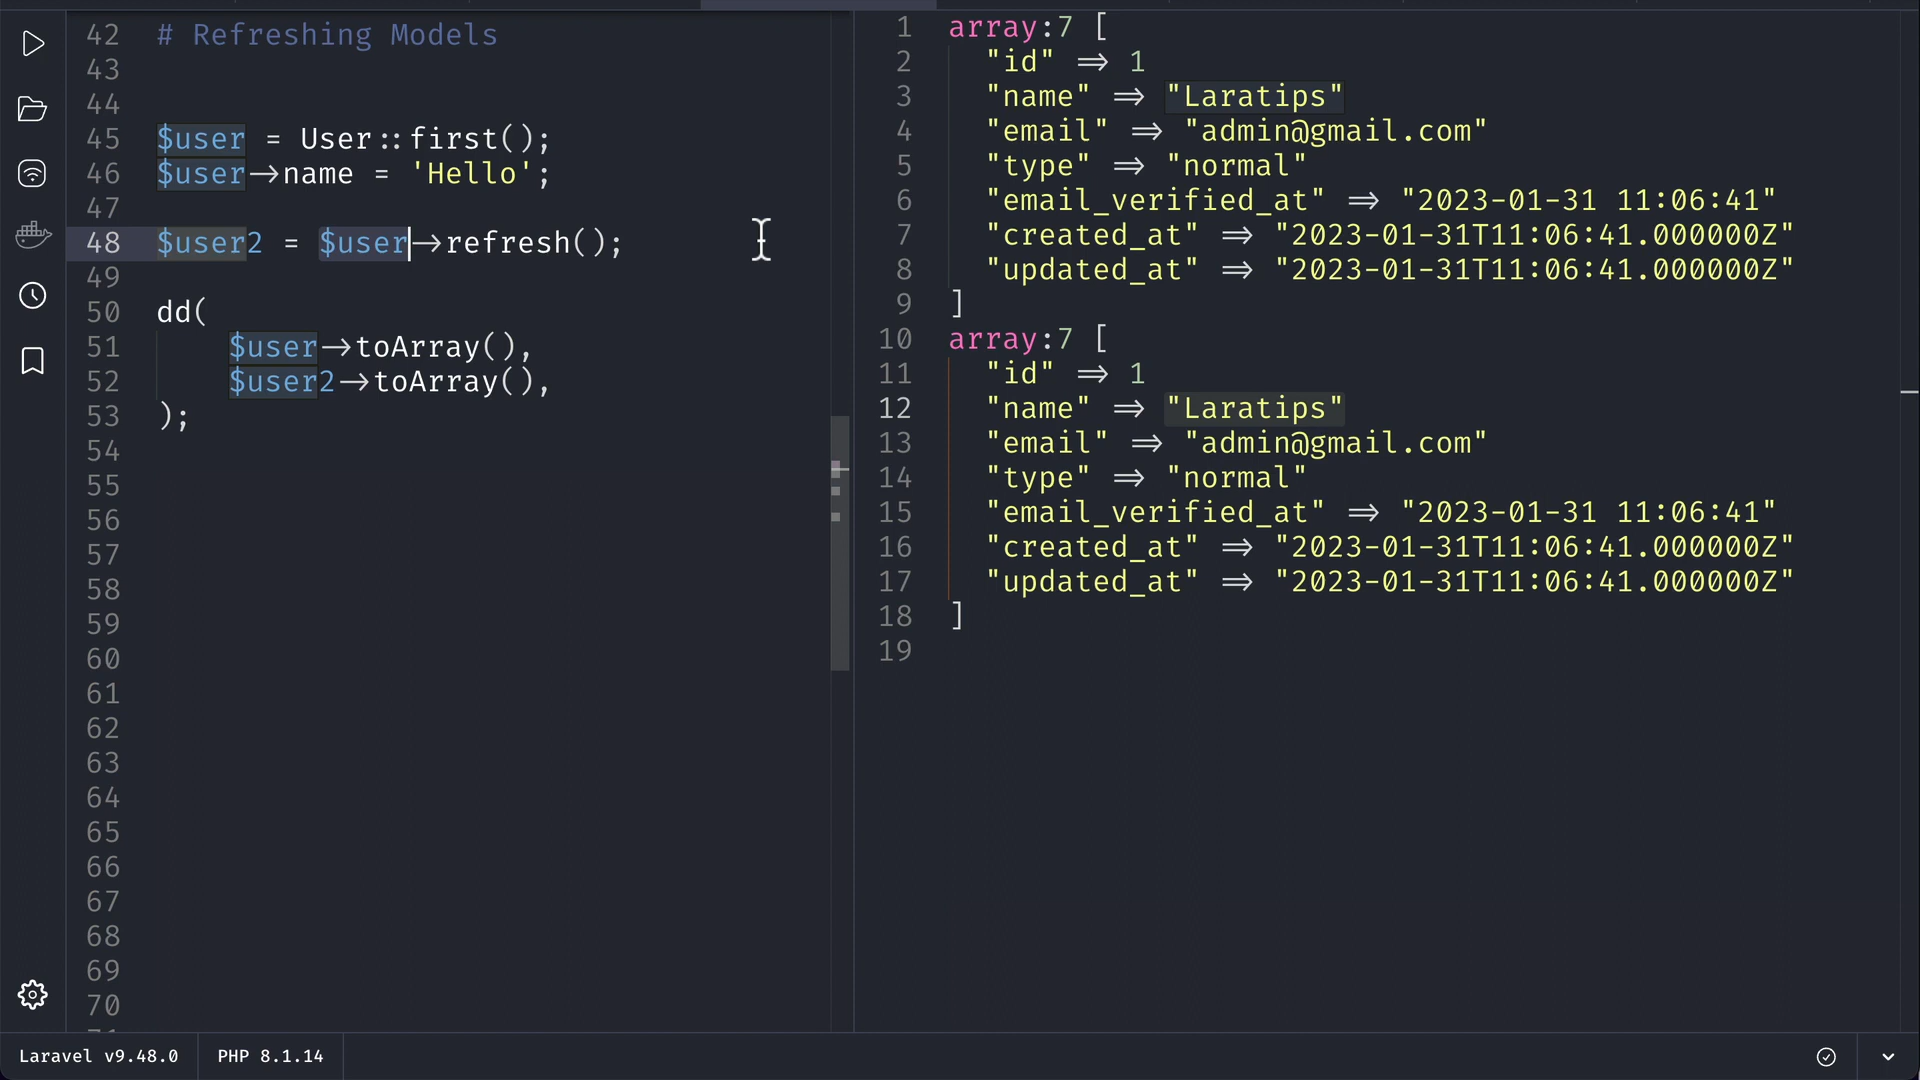 42 # Refreshing Models
43
44
45 $user = User::first();
46 $user->name = 'Hello';
47
48 $user2 = $user->refresh();
49
50 dd(
51 $user->toArray(),
52 $user2->toArray(),
53 );
54
55
56
57
58
59
60
61
62
63
64
65
66
67
68
69
70
1 array:7 [
2 "id" => 1
3 "name" => "Laratips"
4 "email" => "admin@gmail.com"
5 "type" => "normal"
6 "email_verified_at" => "2023-01-31 11:06:41"
7 "created_at" => "2023-01-31T11:06:41.000000Z"
8 "updated_at" => "2023-01-31T11:06:41.000000Z"
9 ]
10 array:7 [
11 "id" => 1
12 "name" => "Laratips"
13 "email" => "admin@gmail.com"
14 "type" => "normal"
15 "email_verified_at" => "2023-01-31 11:06:41"
16 "created_at" => "2023-01-31T11:06:41.000000Z"
17 "updated_at" => "2023-01-31T11:06:41.000000Z"
18 ]
19
Laravel v9.48.0 PHP 8.1.14